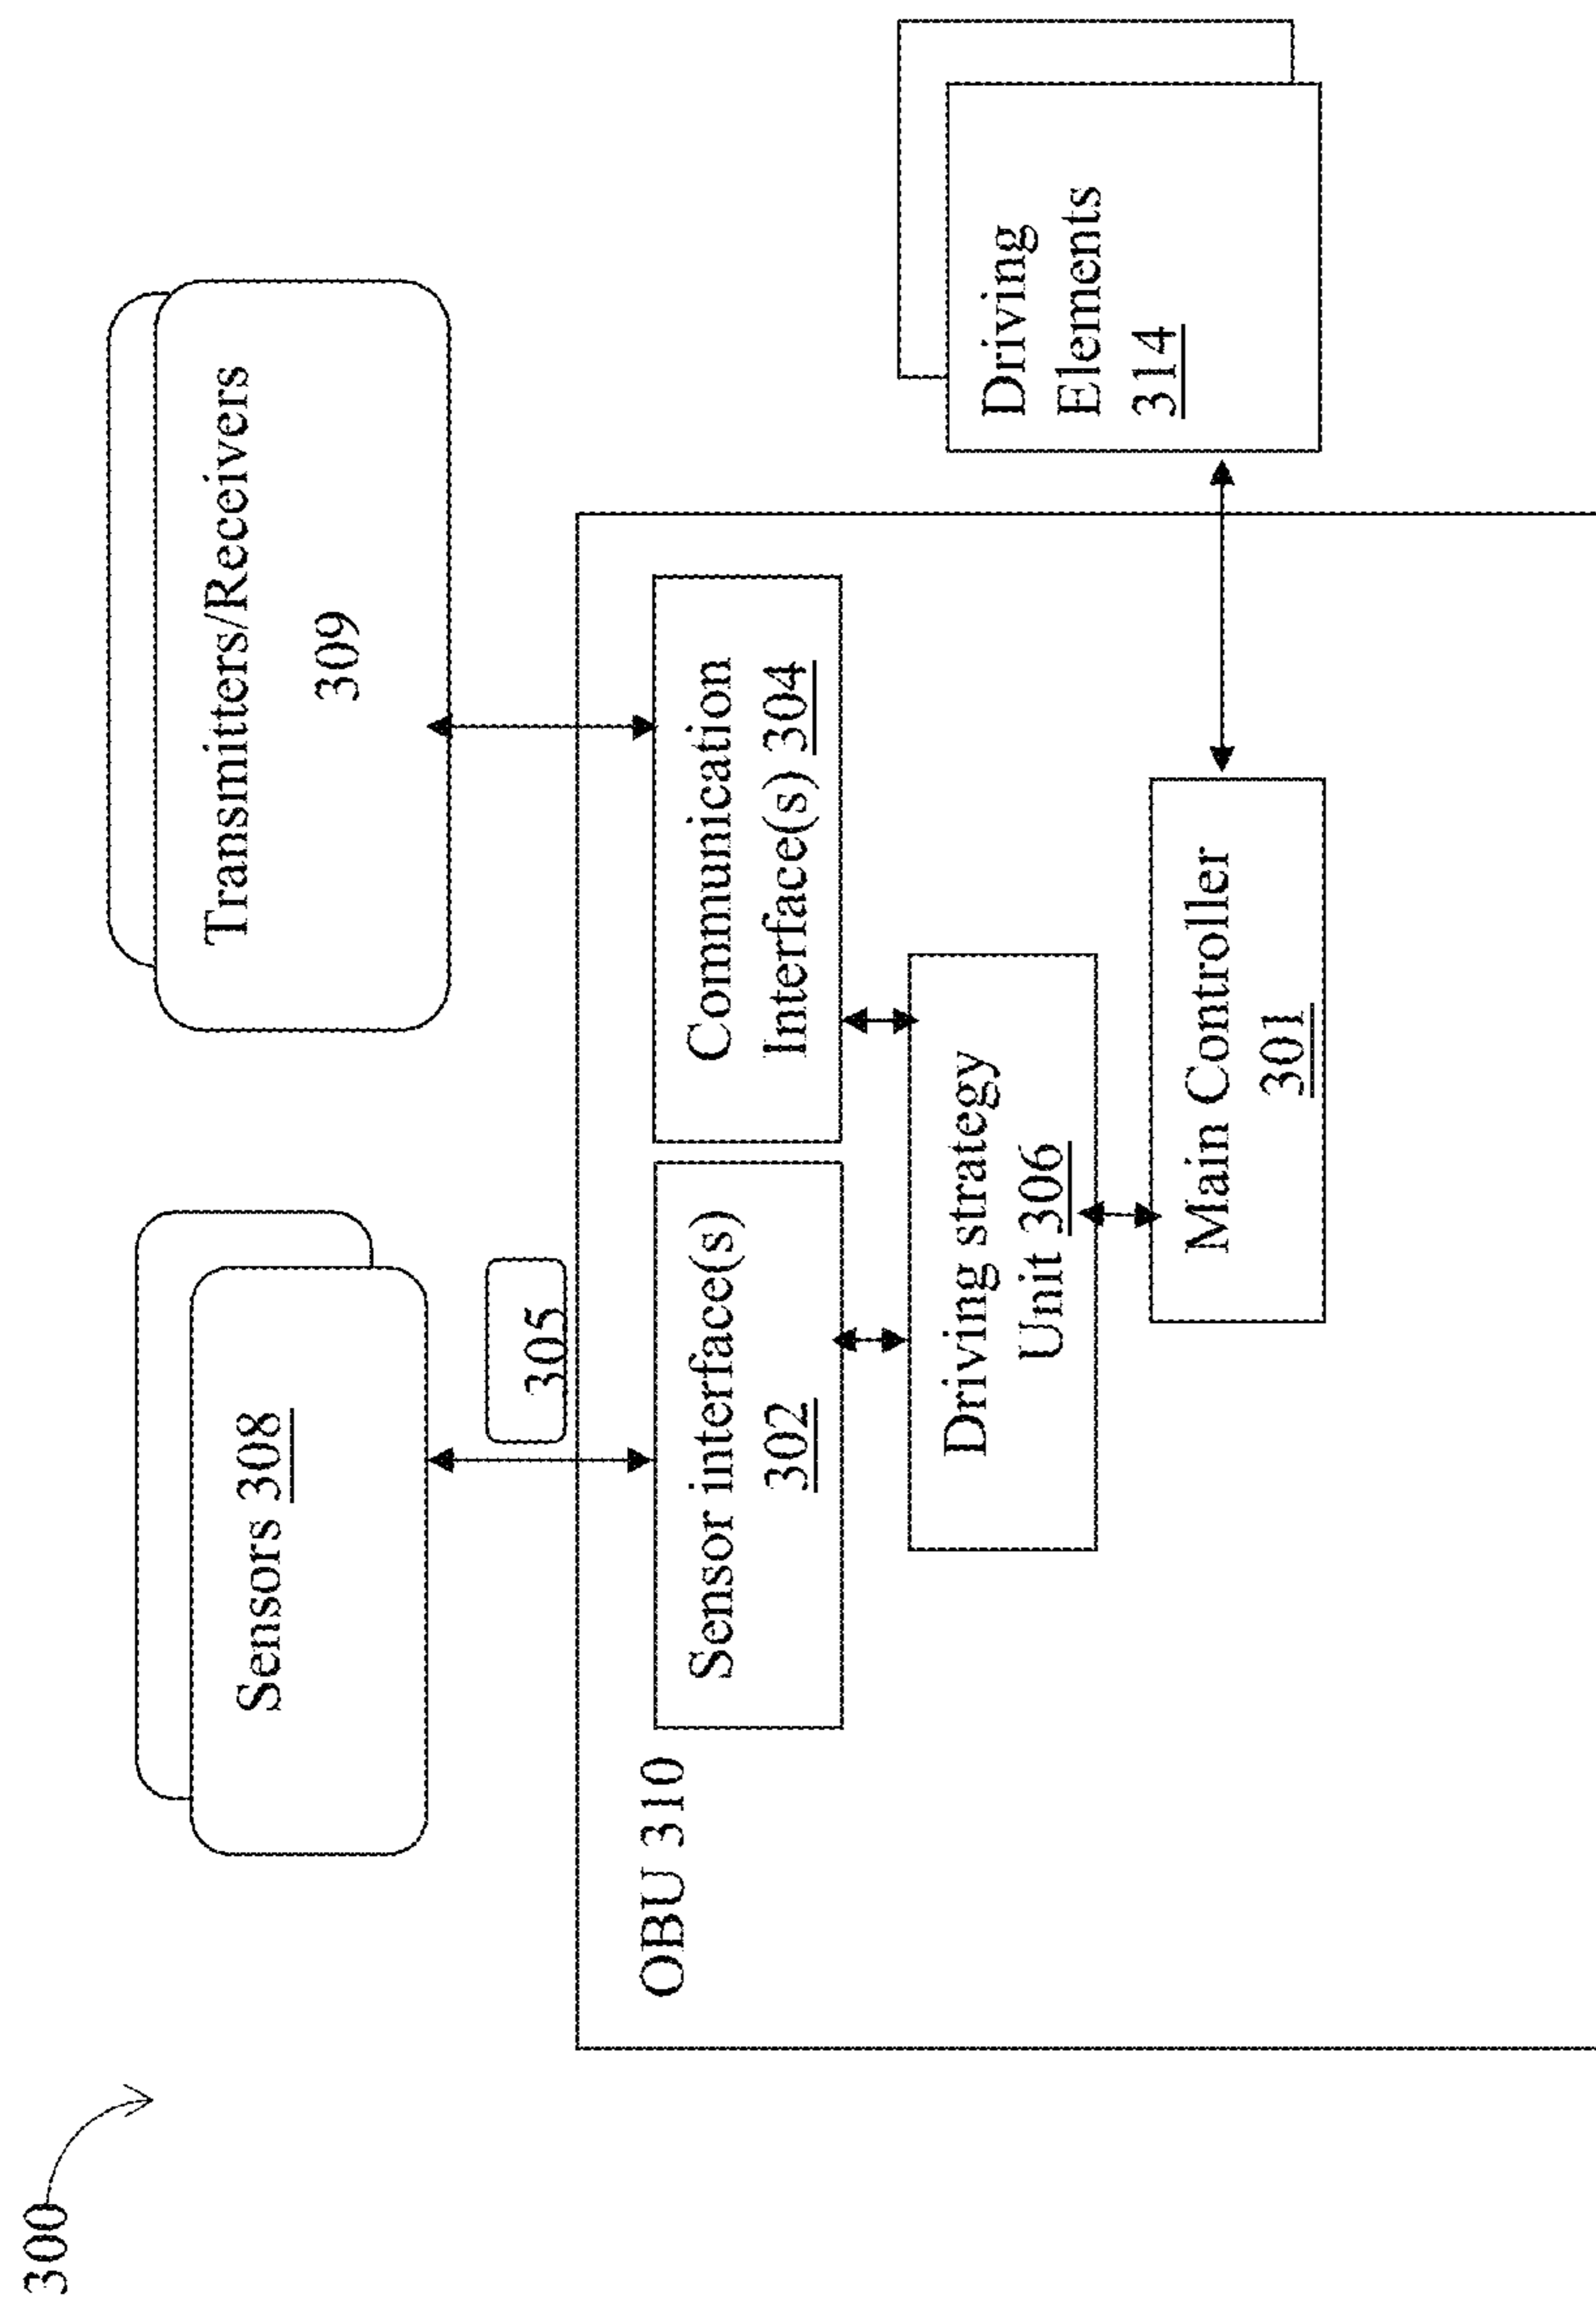 300
Sensors 308
Transmitters/Receivers
309
305
OBU 310
Sensor interface(s)
302
Communication
Interface(s) 304
Driving strategy
Unit 306
Main Controller
301
Driving
Elements
314